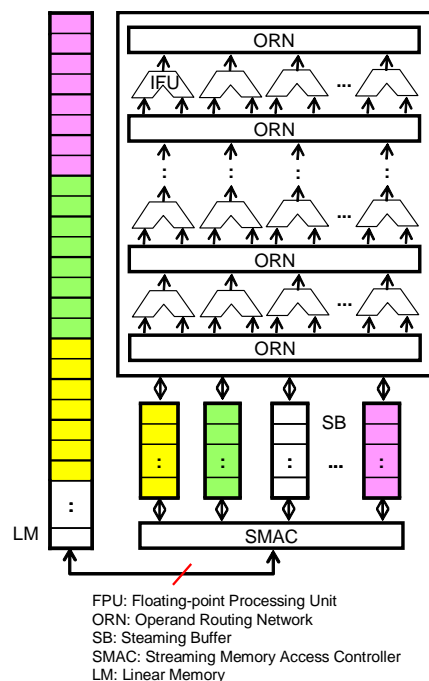 ORN
IFU
...
ORN
: : : :
...
ORN
...
ORN
SB
: : : ... :
:
LM
SMAC
FPU: Floating-point Processing Unit
ORN: Operand Routing Network
SB: Steaming Buffer
SMAC: Streaming Memory Access Controller
LM: Linear Memory